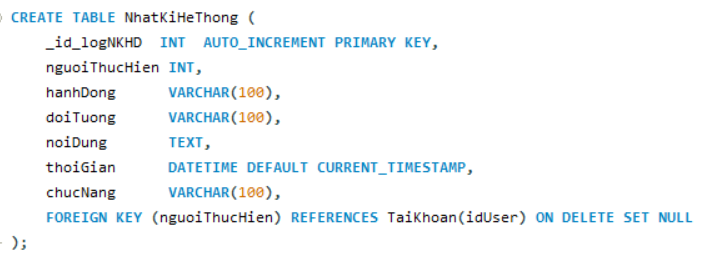 CREATE TABLE NhatKiHeThong (
_id_logNKHD INT AUTO_INCREMENT PRIMARY KEY,
nguoiThucHien INT,
hanhDong VARCHAR(100),
doiTuong VARCHAR(100),
noiDung TEXT,
thoiGian DATETIME DEFAULT CURRENT_TIMESTAMP,
chucNang VARCHAR(100),
FOREIGN KEY (nguoiThucHien) REFERENCES TaiKhoan(idUser) ON DELETE SET NULL
);